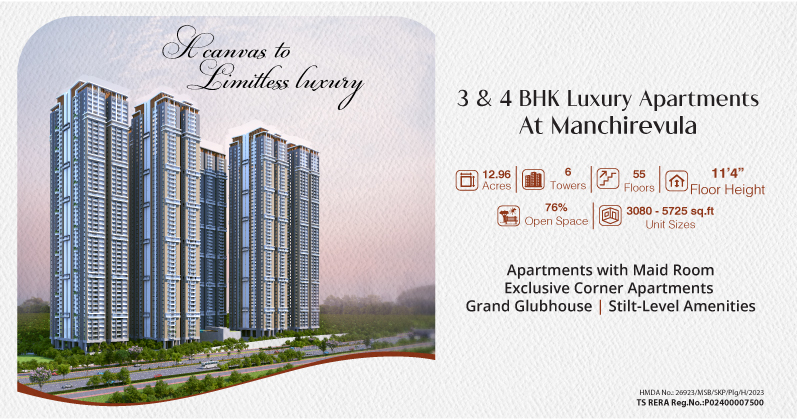 A canvas to
Limitless luxury
3 & 4 BHK Luxury Apartments
At Manchirevula
12.96
Acres
6
Towers
55
Floors
11'4"
Floor Height
76%
Open Space
3080 - 5725 sq.ft
Unit Sizes
Apartments with Maid Room
Exclusive Corner Apartments
Grand Glubhouse | Stilt-Level Amenities
HMDA No.: 26923/MSB/SKP/Plg/H/2023
TS RERA Reg.No.:P02400007500